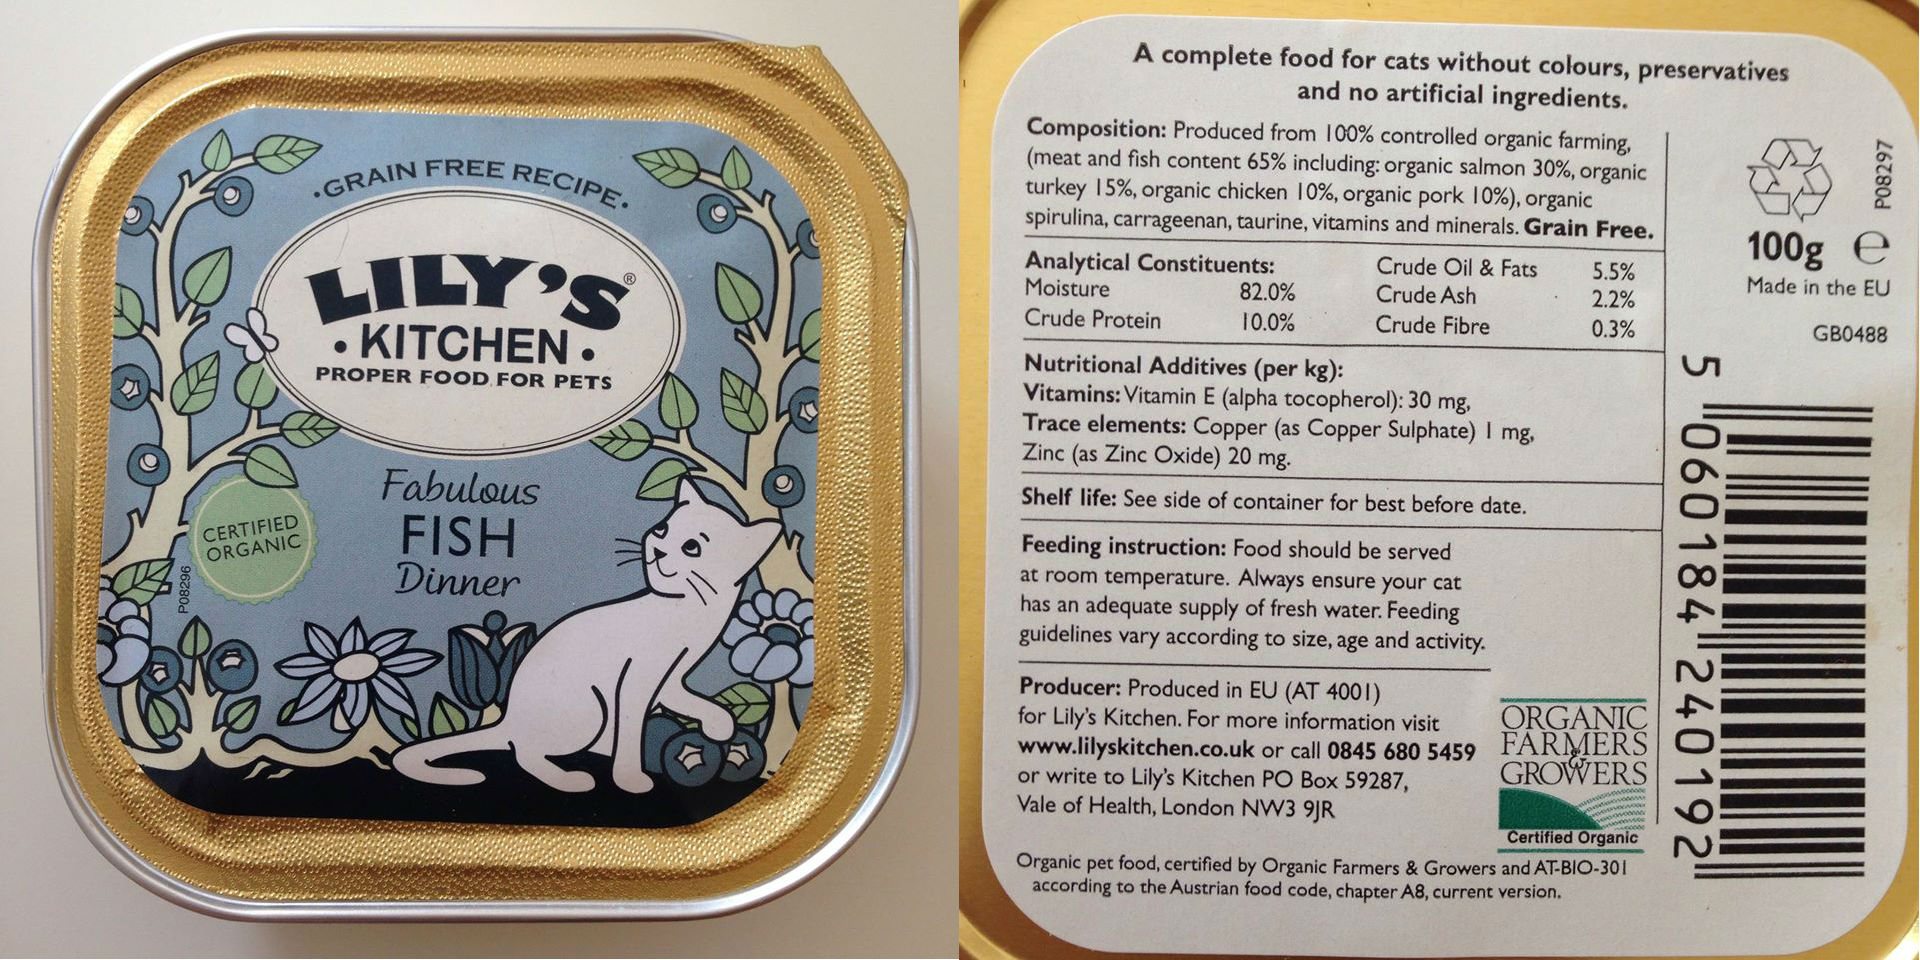 ·GRAIN FREE RECIPE·
LILY'S®
· KITCHEN ·
PROPER FOOD FOR PETS
Fabulous
FISH
Dinner
CERTIFIED
ORGANIC
P08296
A complete food for cats without colours, preservatives
and no artificial ingredients.
Composition: Produced from 100% controlled organic farming,
(meat and fish content 65% including: organic salmon 30%, organic
turkey 15%, organic chicken 10%, organic pork 10%), organic
spirulina, carrageenan, taurine, vitamins and minerals. Grain Free.
Analytical Constituents:
Moisture 82.0%
Crude Protein 10.0%
Crude Oil & Fats 5.5%
Crude Ash 2.2%
Crude Fibre 0.3%
Nutritional Additives (per kg):
Vitamins: Vitamin E (alpha tocopherol): 30 mg,
Trace elements: Copper (as Copper Sulphate) 1 mg,
Zinc (as Zinc Oxide) 20 mg.
Shelf life: See side of container for best before date.
Feeding instruction: Food should be served
at room temperature. Always ensure your cat
has an adequate supply of fresh water. Feeding
guidelines vary according to size, age and activity.
Producer: Produced in EU (AT 4001)
for Lily's Kitchen. For more information visit
www.lilyskitchen.co.uk or call 0845 680 5459
or write to Lily's Kitchen PO Box 59287,
Vale of Health, London NW3 9JR
ORGANIC
FARMERS
&
GROWERS
Certified Organic
Organic pet food, certified by Organic Farmers & Growers and AT-BIO-301
according to the Austrian food code, chapter A8, current version.
P08297
100g e
Made in the EU
GB0488
5 060184 240192